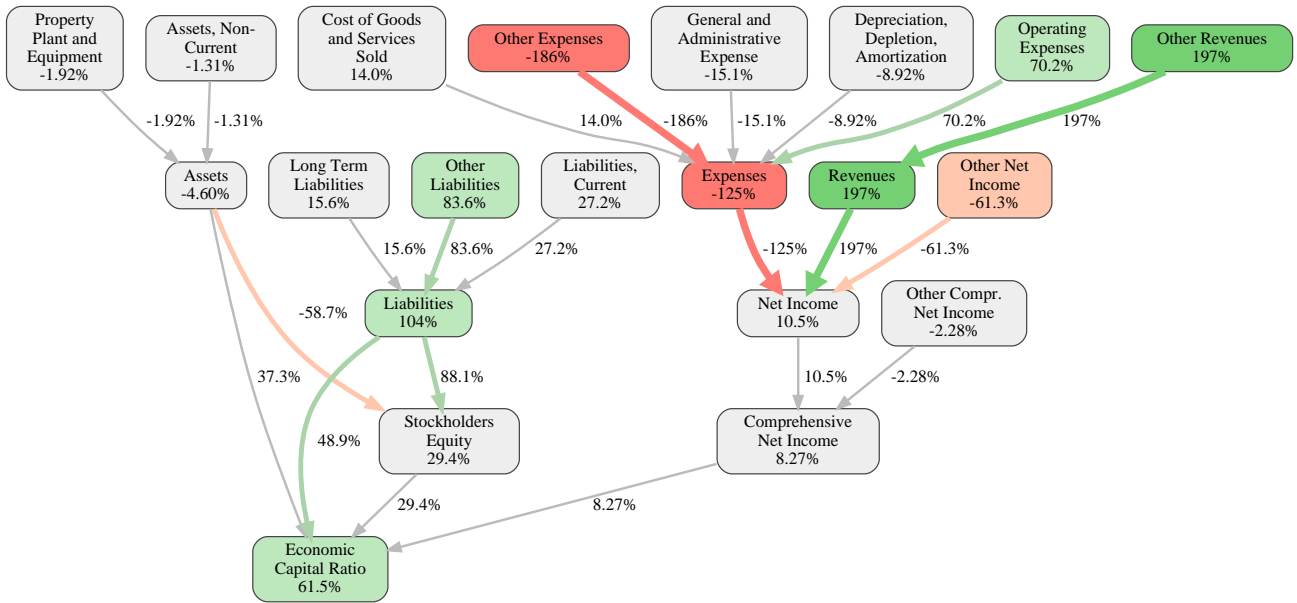 Property
Plant and
Equipment
-1.92%
Assets, Non-
Current
-1.31%
Cost of Goods
and Services
Sold
14.0%
Other Expenses
-186%
General and
Administrative
Expense
-15.1%
Depreciation,
Depletion,
Amortization
-8.92%
Operating
Expenses
70.2%
Other Revenues
197%
-1.92%
-1.31%
14.0%
-186%
-15.1%
-8.92%
70.2%
197%
Assets
-4.60%
Long Term
Liabilities
15.6%
Other
Liabilities
83.6%
Liabilities,
Current
27.2%
Expenses
-125%
Revenues
197%
Other Net
Income
-61.3%
15.6%
83.6%
27.2%
-125%
197%
-61.3%
-58.7%
Liabilities
104%
Net Income
10.5%
Other Compr.
Net Income
-2.28%
37.3%
88.1%
10.5%
-2.28%
48.9%
Stockholders
Equity
29.4%
Comprehensive
Net Income
8.27%
29.4%
8.27%
Economic
Capital Ratio
61.5%